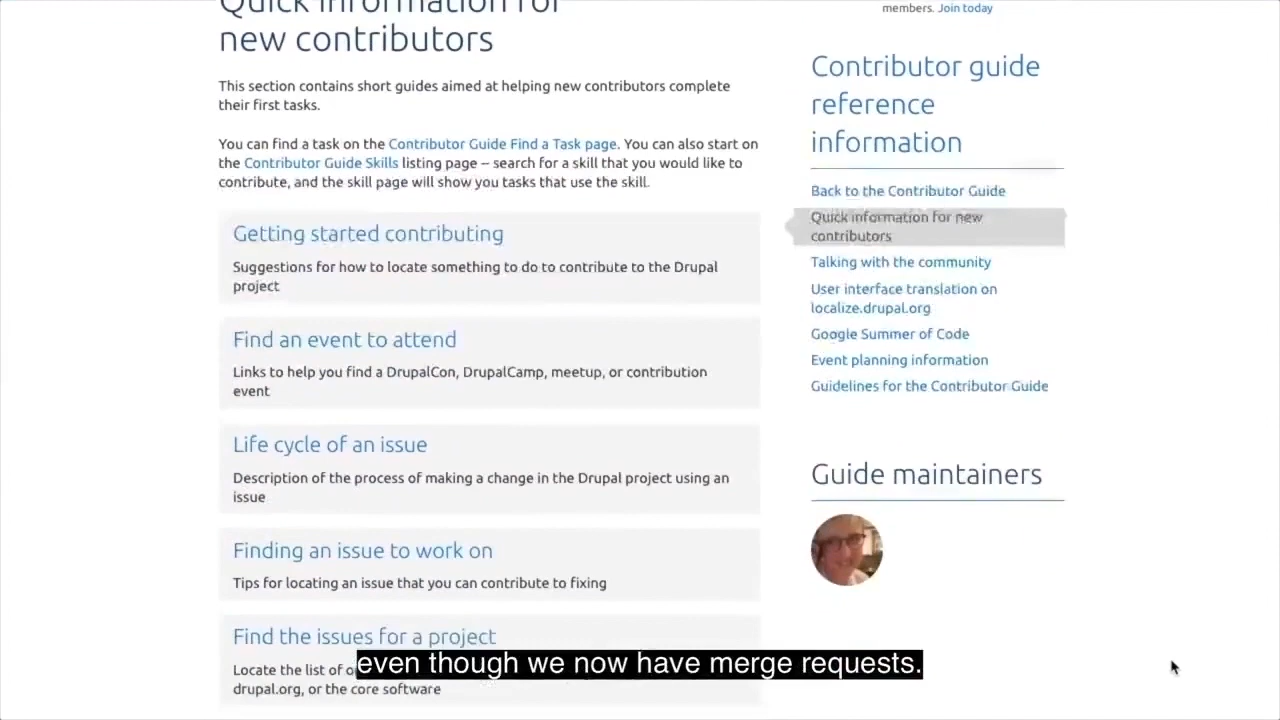 Quick information for
new contributors
This section contains short guides aimed at helping new contributors complete
their first tasks.
You can find a task on the Contributor Guide Find a Task page. You can also start on
the Contributor Guide Skills listing page – search for a skill that you would like to
contribute, and the skill page will show you tasks that use the skill.
Getting started contributing
Suggestions for how to locate something to do to contribute to the Drupal
project
Find an event to attend
Links to help you find a DrupalCon, DrupalCamp, meetup, or contribution
event
Life cycle of an issue
Description of the process of making a change in the Drupal project using an
issue
Finding an issue to work on
Tips for locating an issue that you can contribute to fixing
Find the issues for a project
Locate the list of
drupal.org, or the core software
members. Join today
Contributor guide
reference
information
Back to the Contributor Guide
Quick information for new
contributors
Talking with the community
User interface translation on
localize.drupal.org
Google Summer of Code
Event planning information
Guidelines for the Contributor Guide
Guide maintainers
even though we now have merge requests.